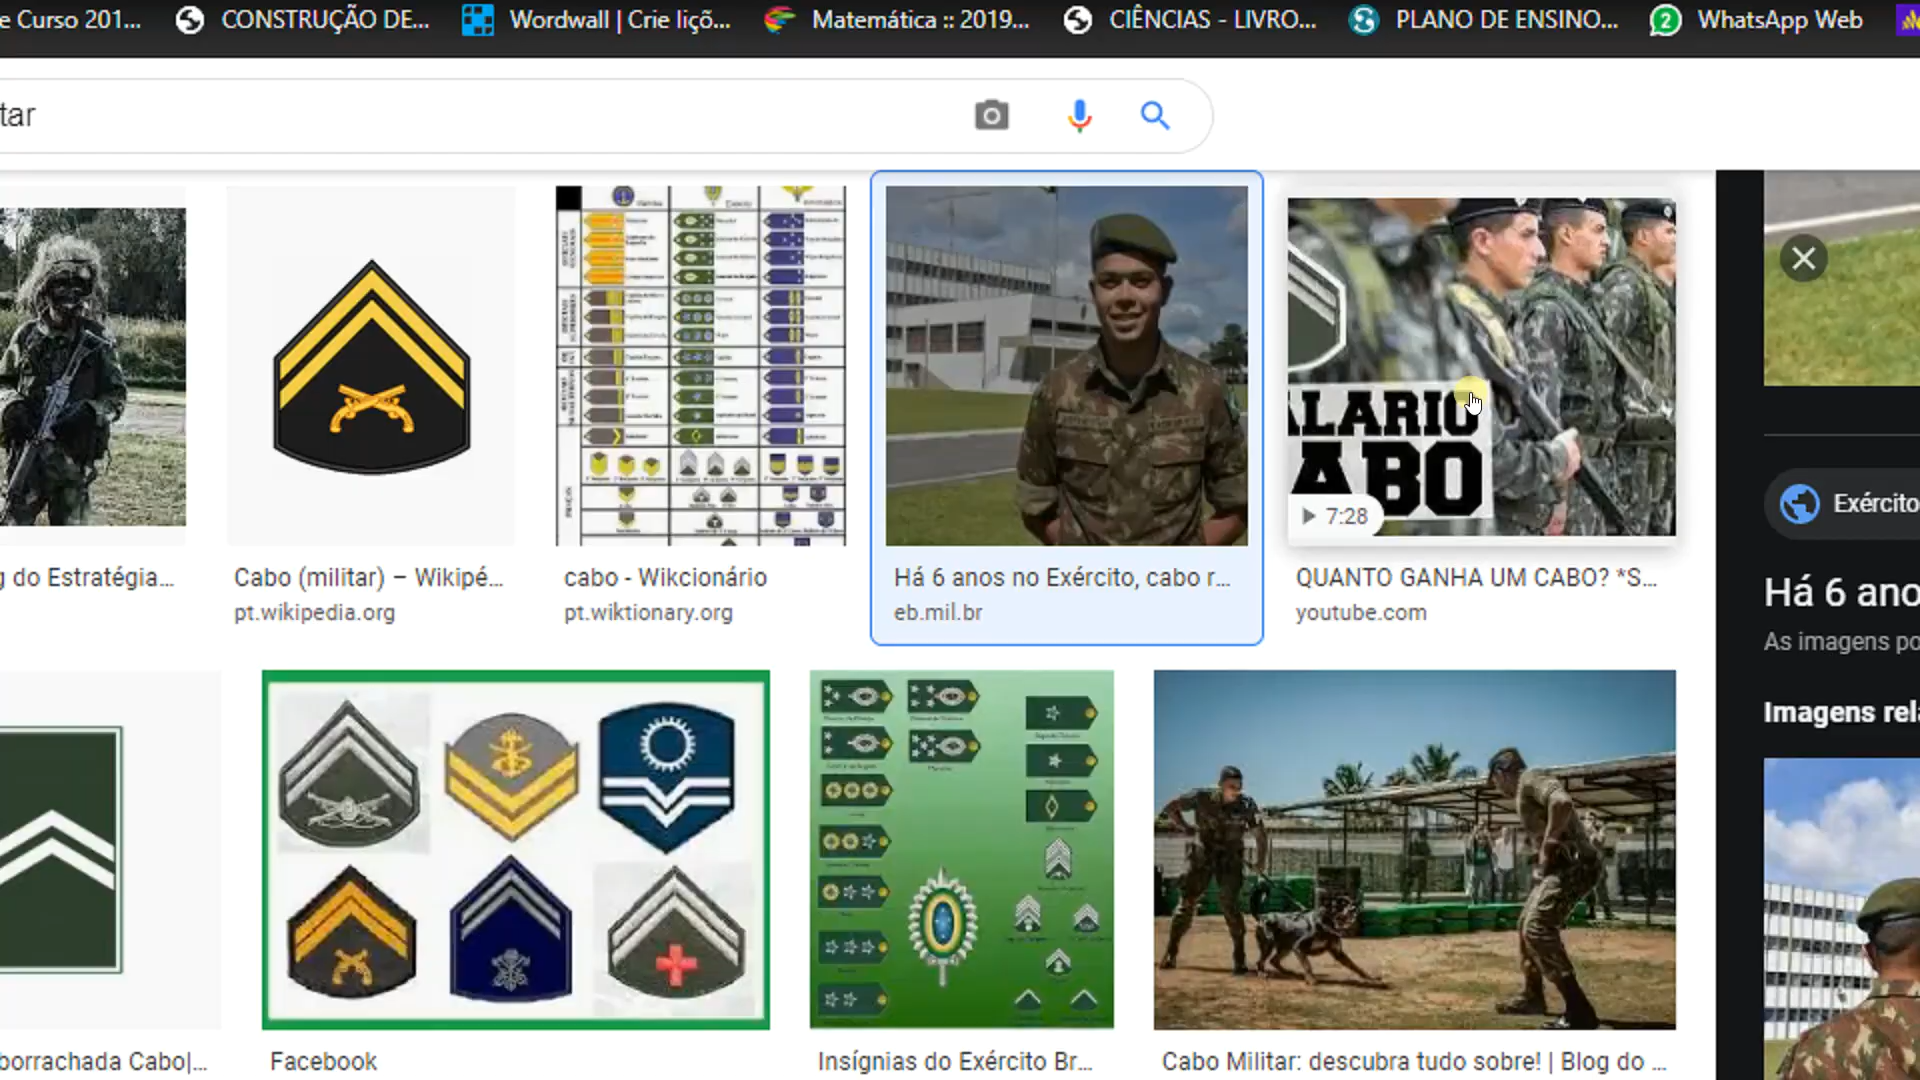 e Curso 201...
CONSTRUÇÃO DE...
Wordwall | Crie liçõ...
Matemática :: 2019...
CIÊNCIAS - LIVRO...
PLANO DE ENSINO...
2
WhatsApp Web
tar
ALARIO
ABO
7:28
g do Estratégia...
Cabo (militar) – Wikipé...
pt.wikipedia.org
cabo - Wikcionário
pt.wiktionary.org
Há 6 anos no Exército, cabo r...
eb.mil.br
QUANTO GANHA UM CABO? *S...
youtube.com
Exército
Há 6 ano
As imagens po
Imagens rela
borrachada Cabo|...
Facebook
Insígnias do Exército Br...
Cabo Militar: descubra tudo sobre! | Blog do ...